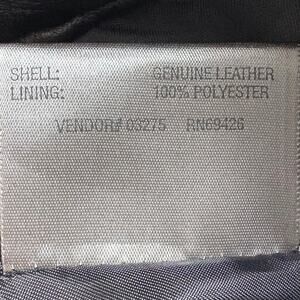 SHELL: GENUINE LEATHER
LINING: 100% POLYESTER
VENDOR# 03275 RN69426